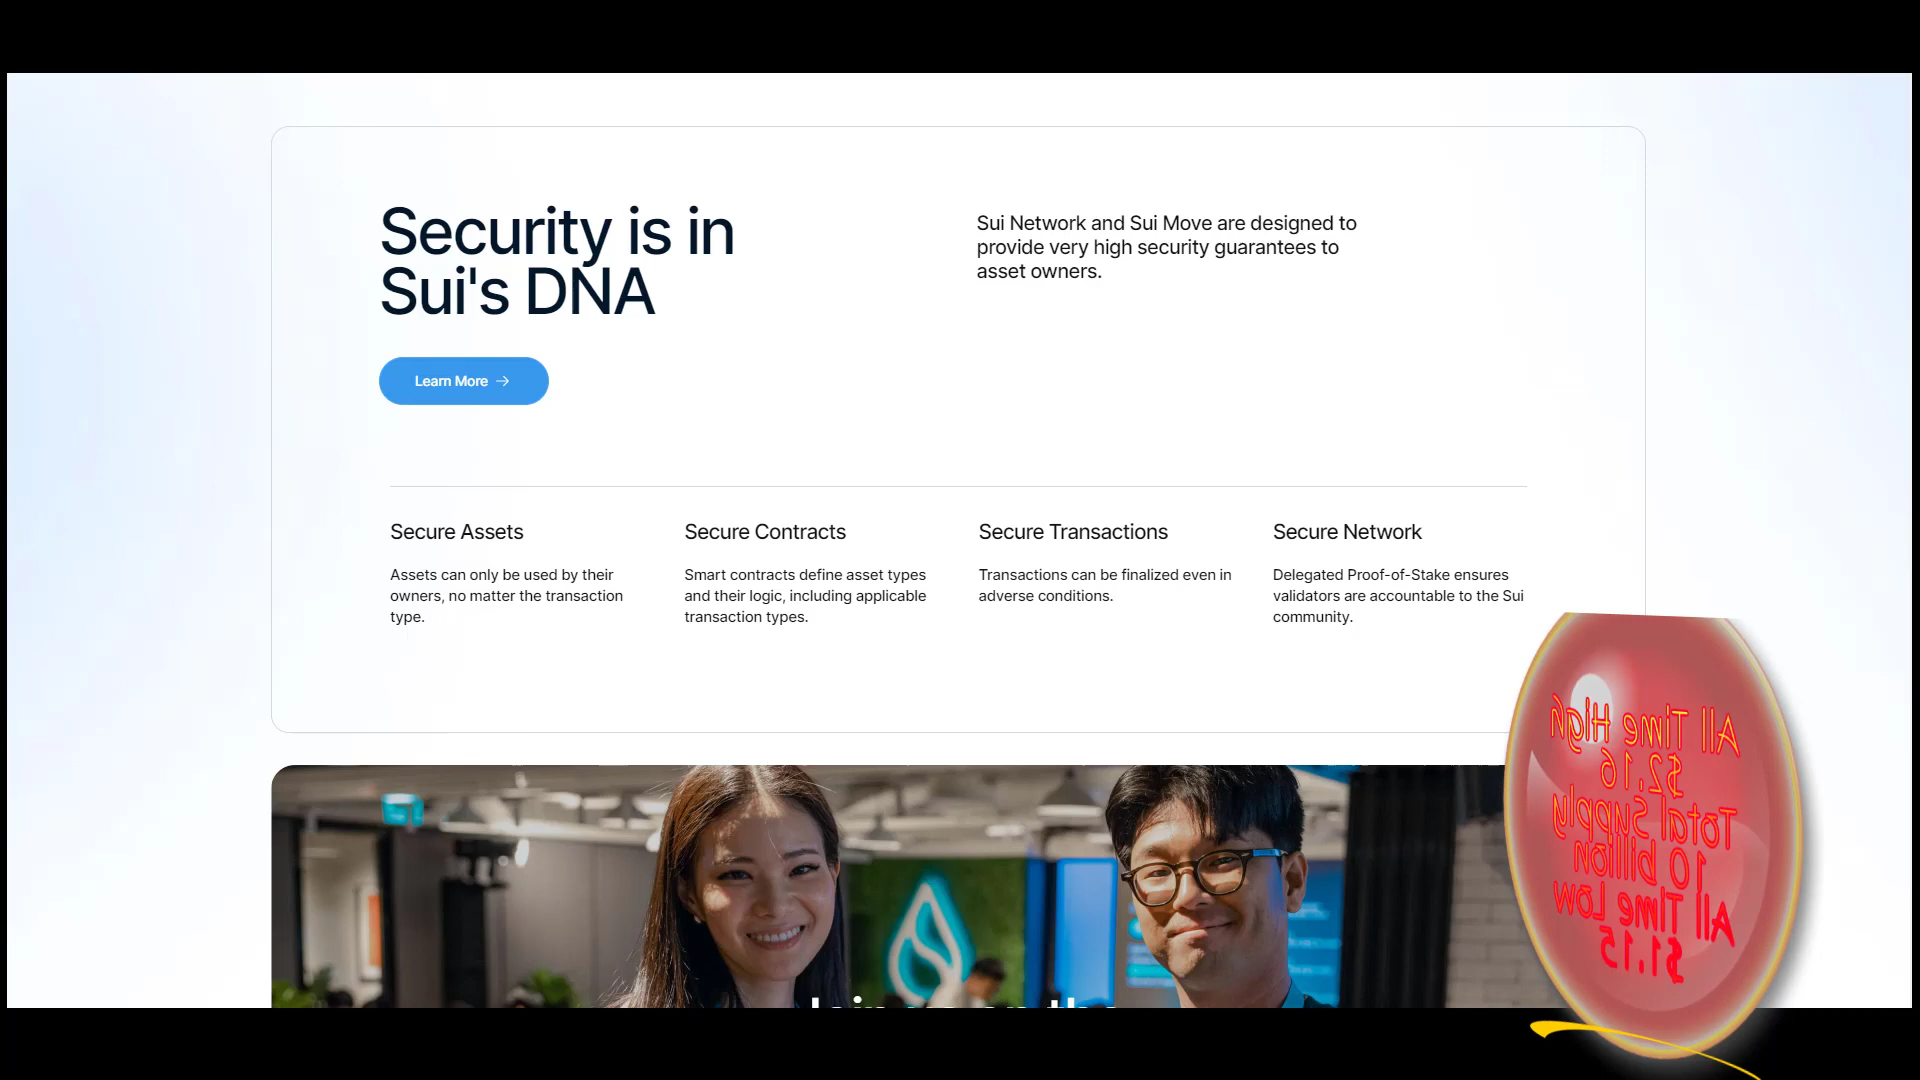 Security is in
Sui's DNA
Sui Network and Sui Move are designed to
provide very high security guarantees to
asset owners.
Learn More
Secure Assets
Assets can only be used by their
owners, no matter the transaction
type.
Secure Contracts
Smart contracts define asset types
and their logic, including applicable
transaction types.
Secure Transactions
Transactions can be finalized even in
adverse conditions.
Secure Network
Delegated Proof-of-Stake ensures
validators are accountable to the Sui
community.
All Time High
$2.16
Total Supply
10 billion
All Time Low
$1.15